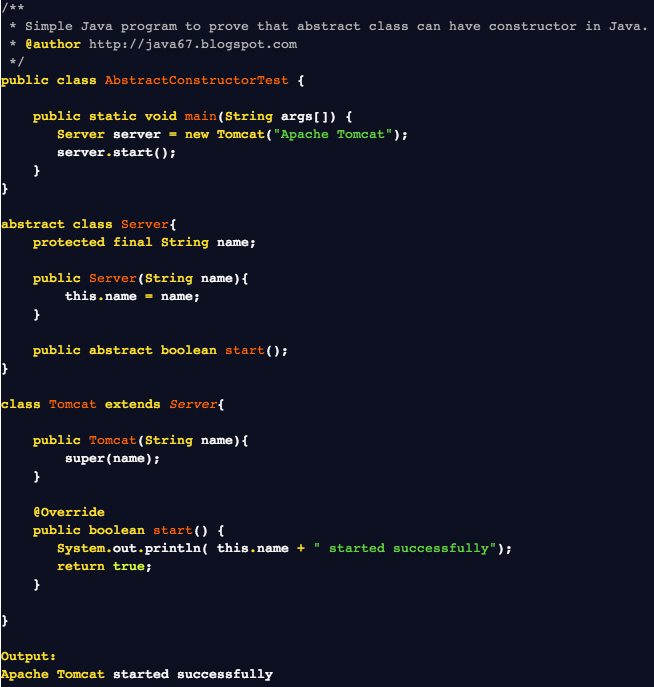 /**
 * Simple Java program to prove that abstract class can have constructor in Java.
 * @author http://java67.blogspot.com
 */
public class AbstractConstructorTest {

    public static void main(String args[]) {
       Server server = new Tomcat("Apache Tomcat");
       server.start();
    }
}

abstract class Server{
    protected final String name;

    public Server(String name){
        this.name = name;
    }

    public abstract boolean start();
}

class Tomcat extends Server{

    public Tomcat(String name){
        super(name);
    }

    @Override
    public boolean start() {
       System.out.println( this.name + " started successfully");
       return true;
    }

}

Output:
Apache Tomcat started successfully